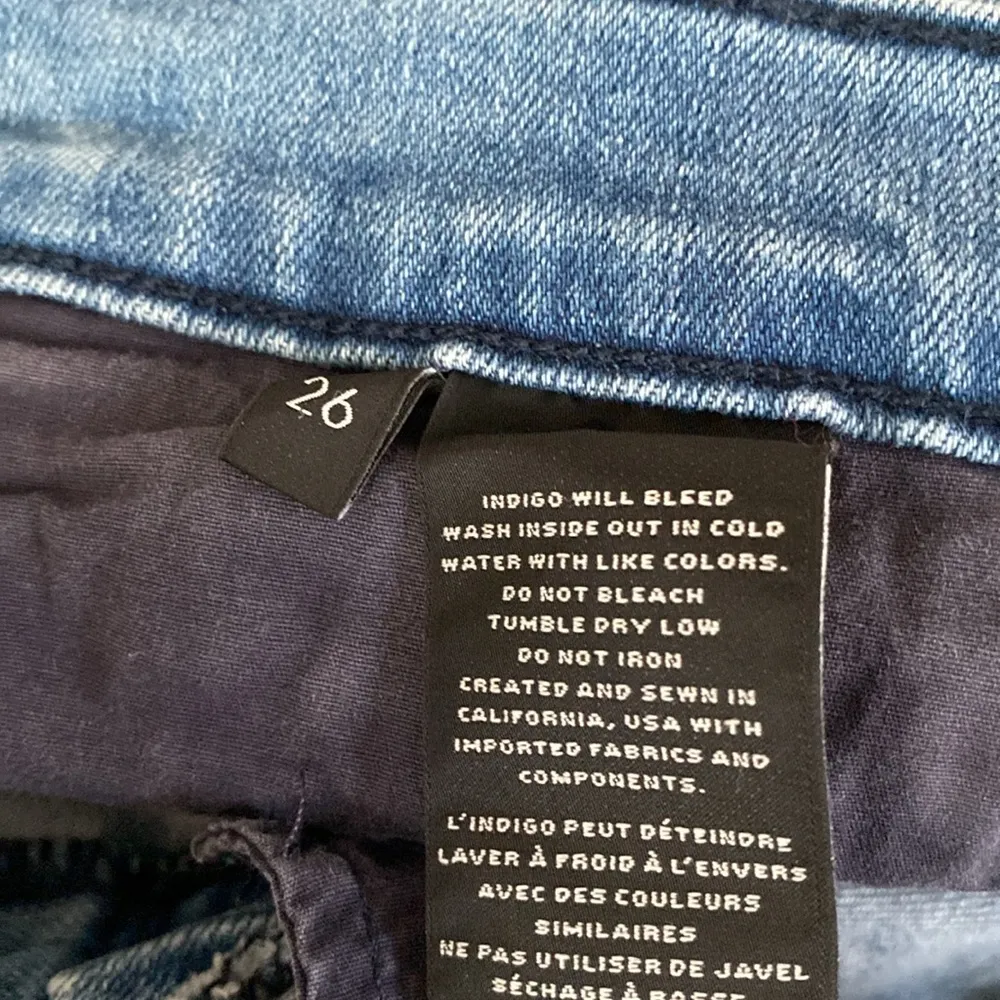 26
INDIGO WILL BLEED
WASH INSIDE OUT IN COLD
WATER WITH LIKE COLORS.
DO NOT BLEACH
TUMBLE DRY LOW
DO NOT IRON
CREATED AND SEWN IN
CALIFORNIA, USA WITH
IMPORTED FABRICS AND
COMPONENTS.
L'INDIGO PEUT DÉTEINDRE
LAVER À FROID À L'ENVERS
AVEC DES COULEURS
SIMILAIRES
NE PAS UTILISER DE JAVEL
SÉCHAGE À BASSE